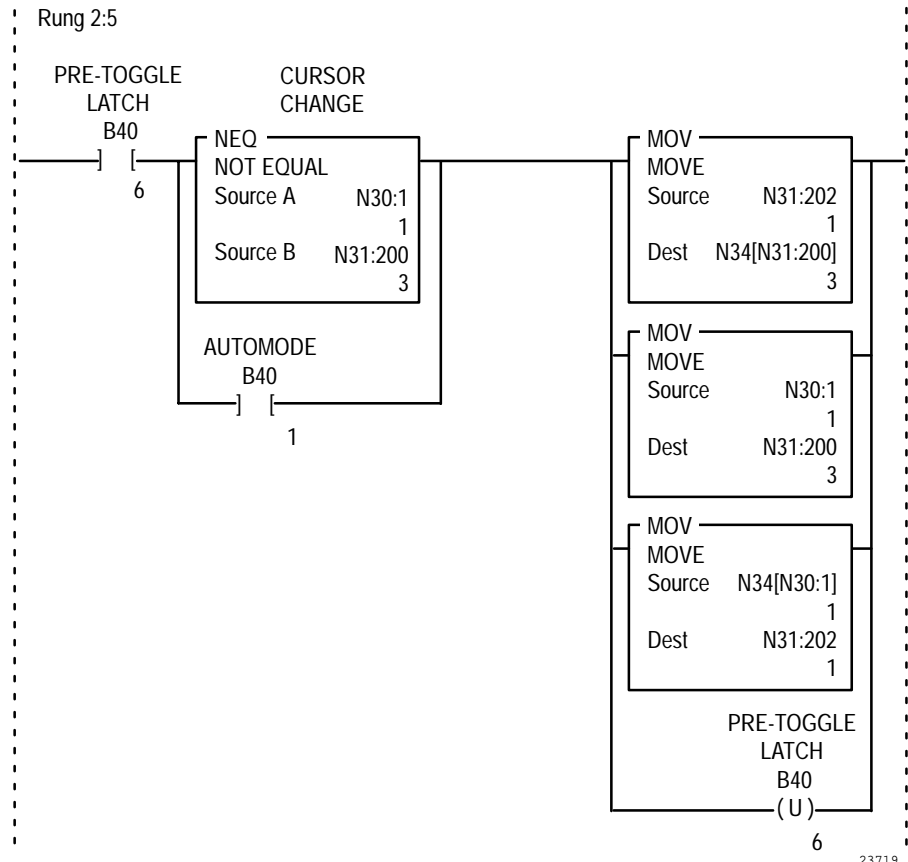 Rung 2:5
PRE-TOGGLE
LATCH
B40
] [
6
CURSOR
CHANGE
NEQ
NOT EQUAL
Source A N30:1
1
Source B N31:200
3
AUTOMODE
B40
] [
1
MOV
MOVE
Source N31:202
1
Dest N34[N31:200]
3
MOV
MOVE
Source N30:1
1
Dest N31:200
3
MOV
MOVE
Source N34[N30:1]
1
Dest N31:202
1
PRE-TOGGLE
LATCH
B40
(U)
6
23719